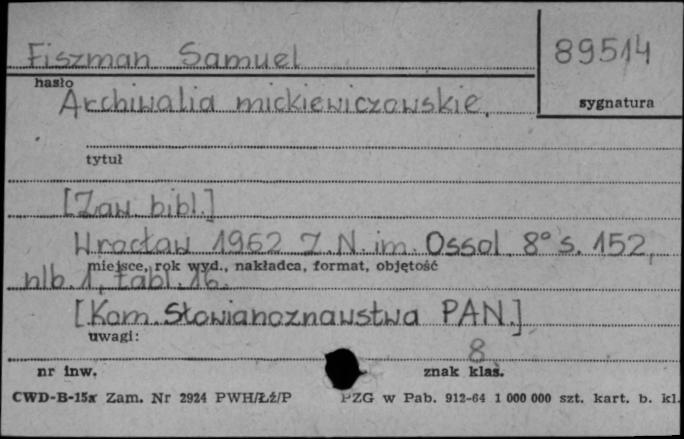 Fiszman Samuel
89514
hasło
Archiwalia mickiewiczowskie.
sygnatura
tytuł
[Zaw. bibl.]
Wrocław 1962 Z.N. im. Ossol. 8° s. 152,
miejsce, rok wyd., nakładca, format, objętość
nlb. 1, tabl. 16.
[Kom. Słowianoznawstwa PAN.]
uwagi:
8
nr inw.
znak klas.
CWD-B-15a Zam. Nr 2924 PWH/Łź/P
PZG w Pab. 912-64 1 000 000 szt. kart. b. kl.